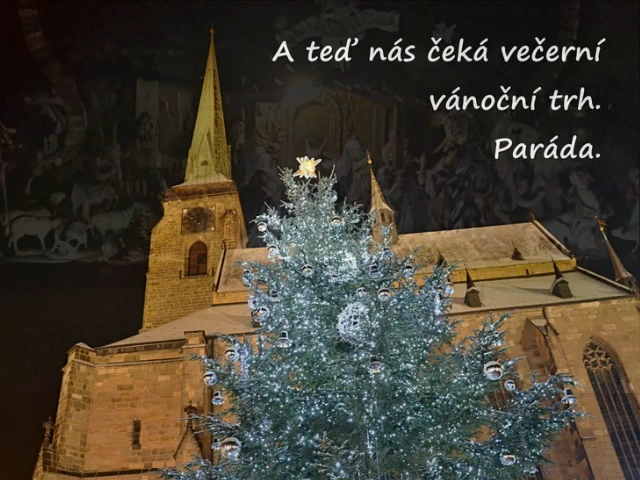 A teď nás čeká večerní
vánoční trh.
Paráda.